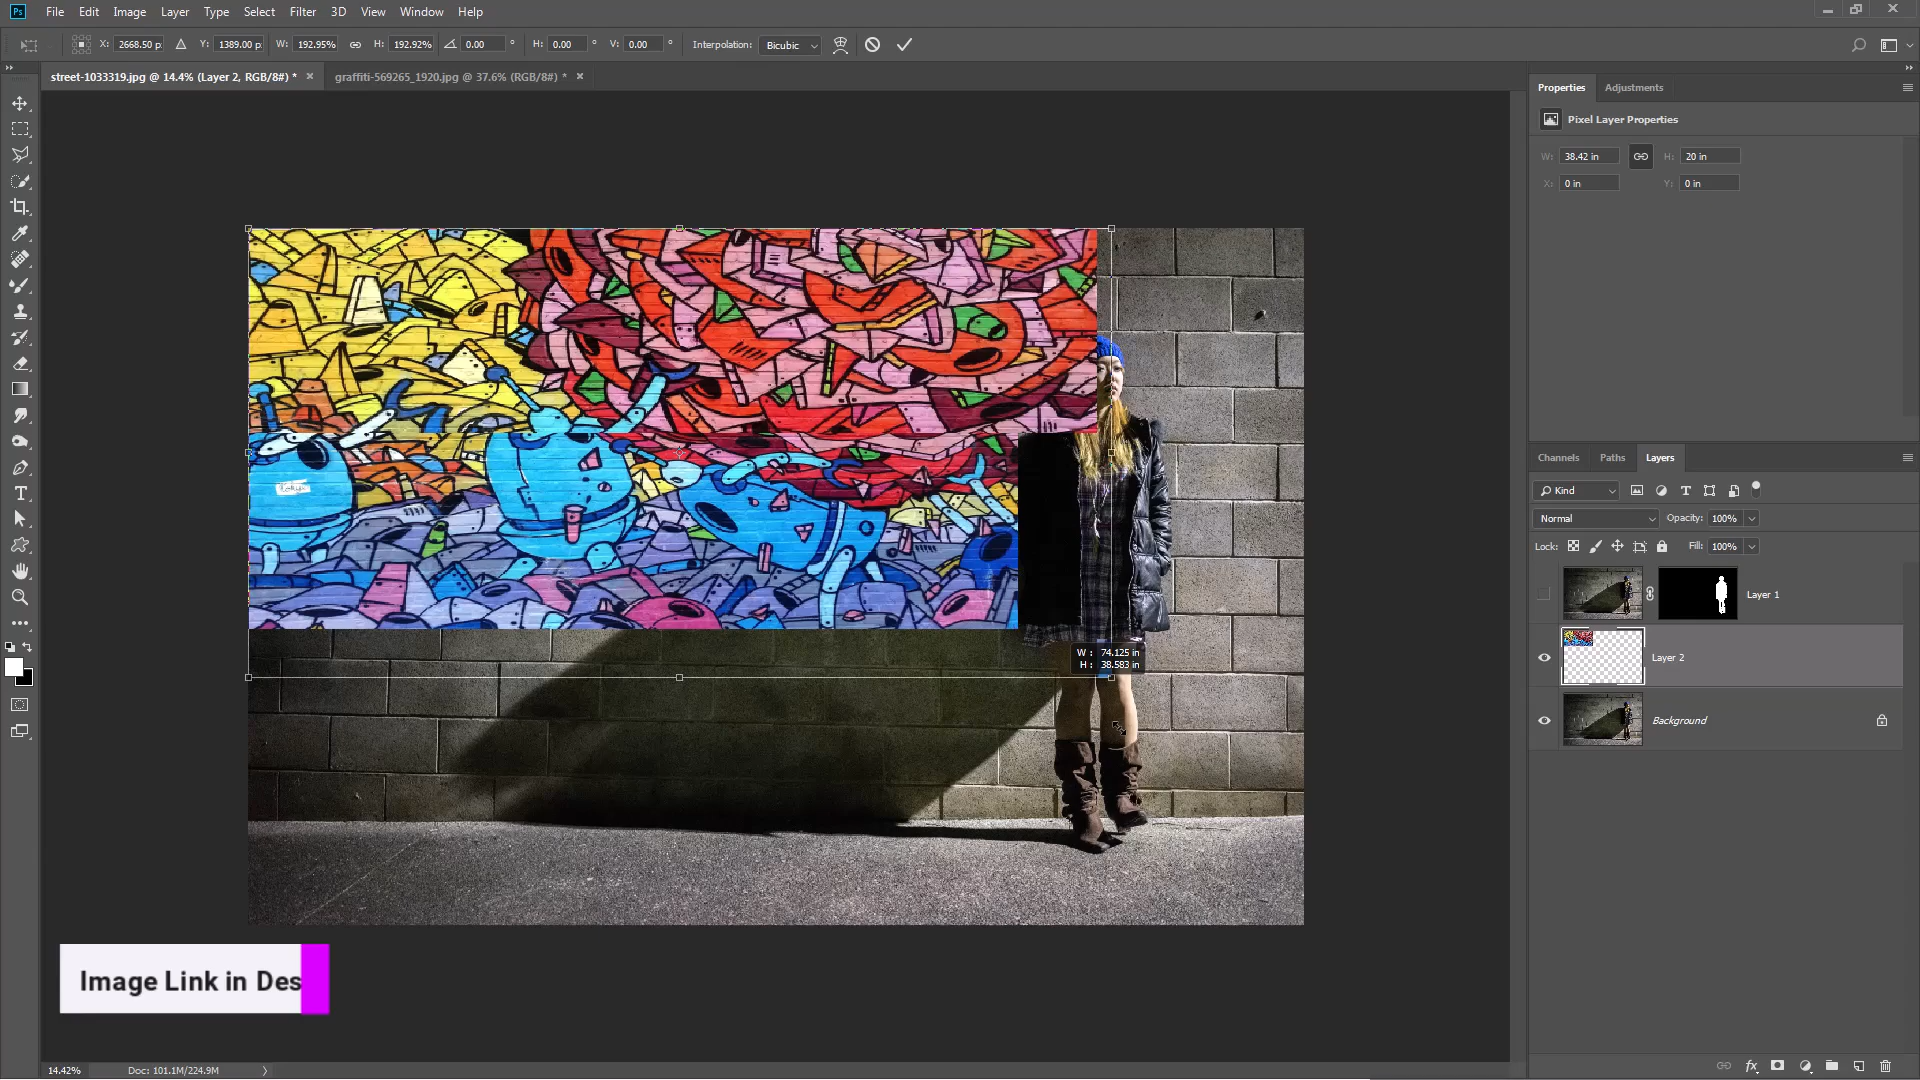 Ps File Edit Image Layer Type Select Filter 3D View Window Help
X: 2668.50 p Y: 1389.00 p W: 192.95% H: 192.92% 0.00 ° H: 0.00 ° V: 0.00 ° Interpolation: Bicubic
street-1033319.jpg @ 14.4% (Layer 2, RGB/8#) * × graffiti-569265_1920.jpg @ 37.6% (RGB/8#) * ×
Properties Adjustments
Pixel Layer Properties
W: 38.42 in H: 20 in
X: 0 in Y: 0 in
Channels Paths Layers
Kind
Normal Opacity: 100%
Lock: Fill: 100%
Layer 1
Layer 2
Background
W : 74.125 in
H : 38.583 in
Image Link in Des
14.42% Doc: 101.1M/224.9M